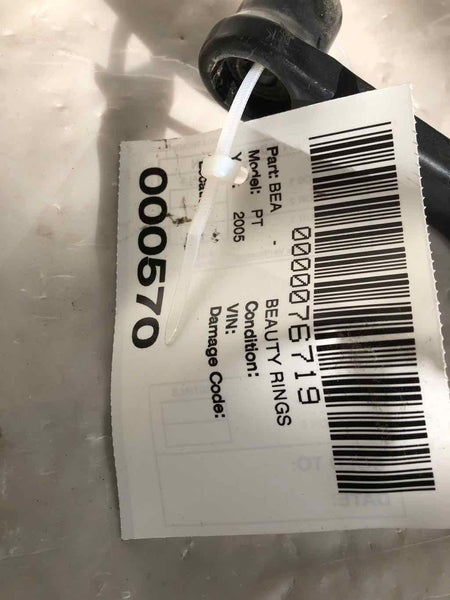 0000076719
Part: BEA - BEAUTY RINGS
Model: PT Condition:
2005 VIN:
Damage Code:
000570